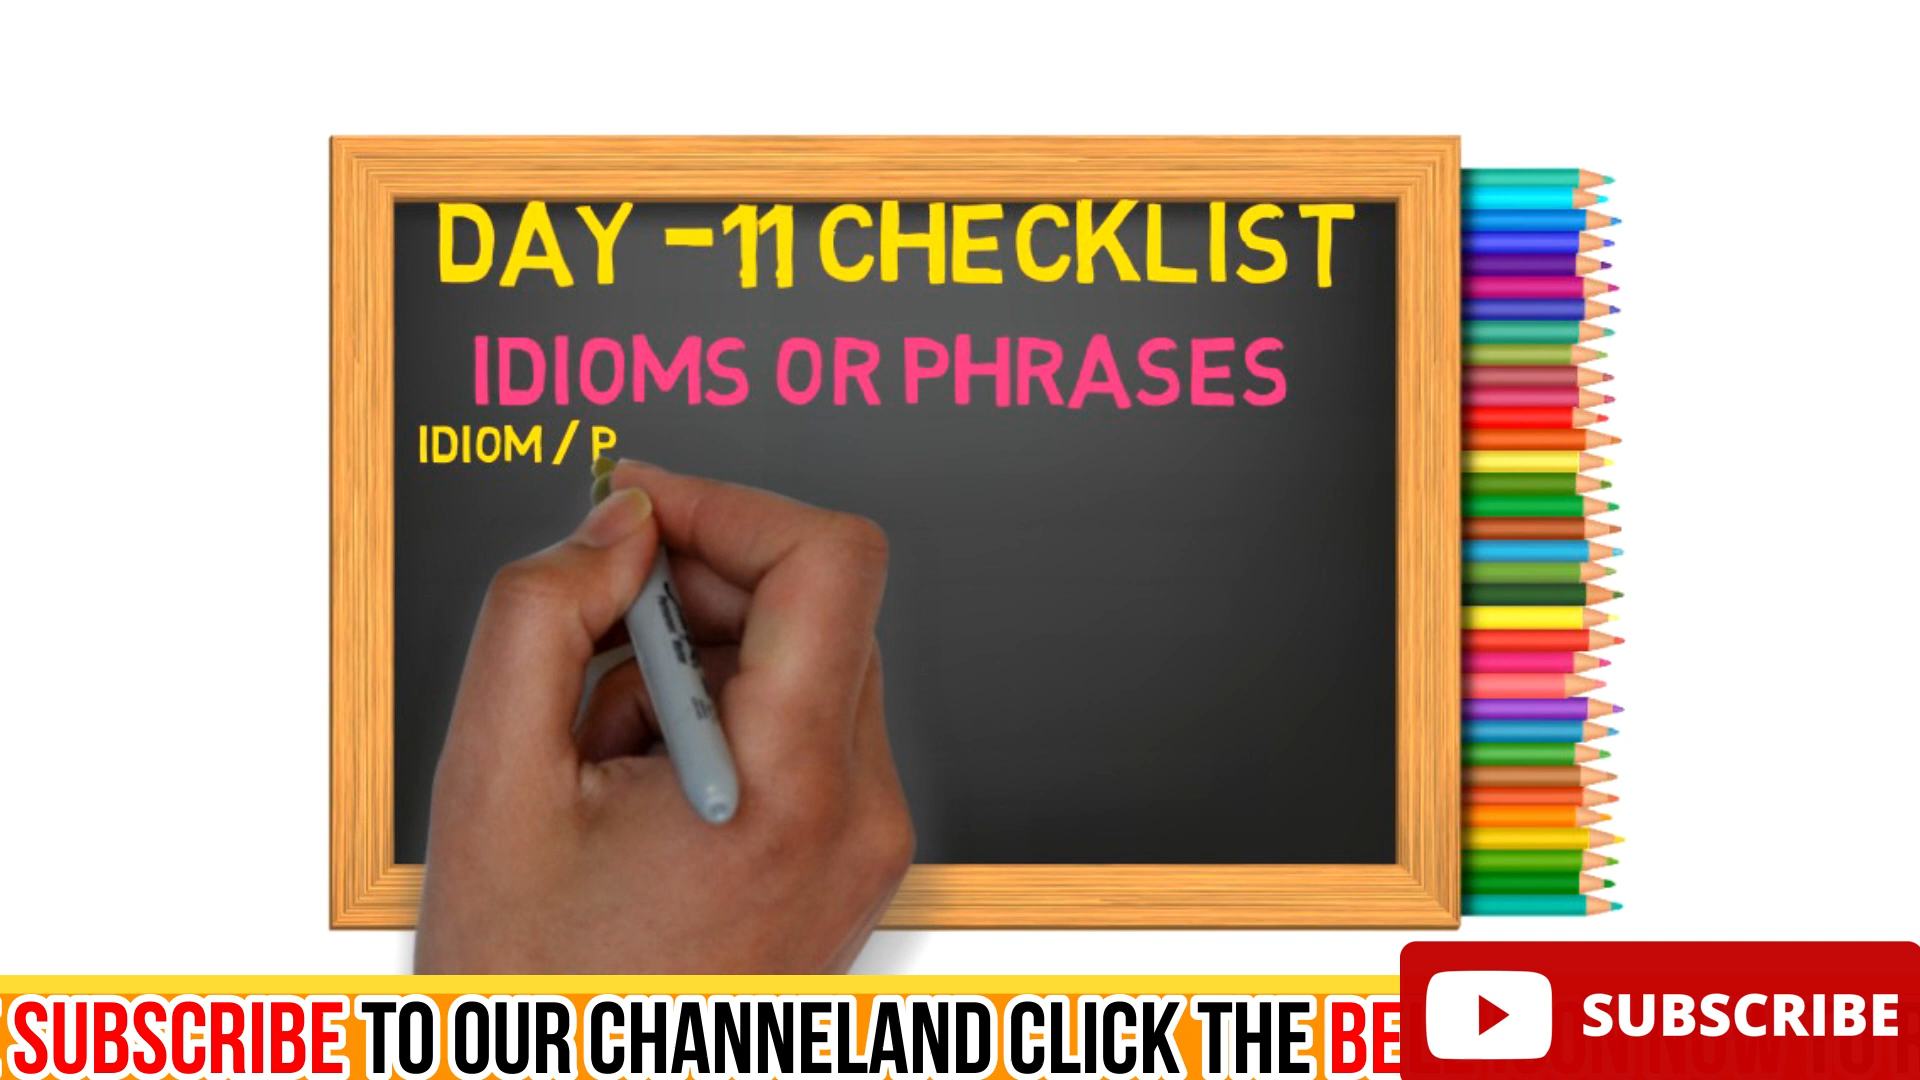 DAY -11 CHECKLIST
IDIOMS OR PHRASES
IDIOM / P
SUBSCRIBE TO OUR CHANNELAND CLICK THE BE
SUBSCRIBE